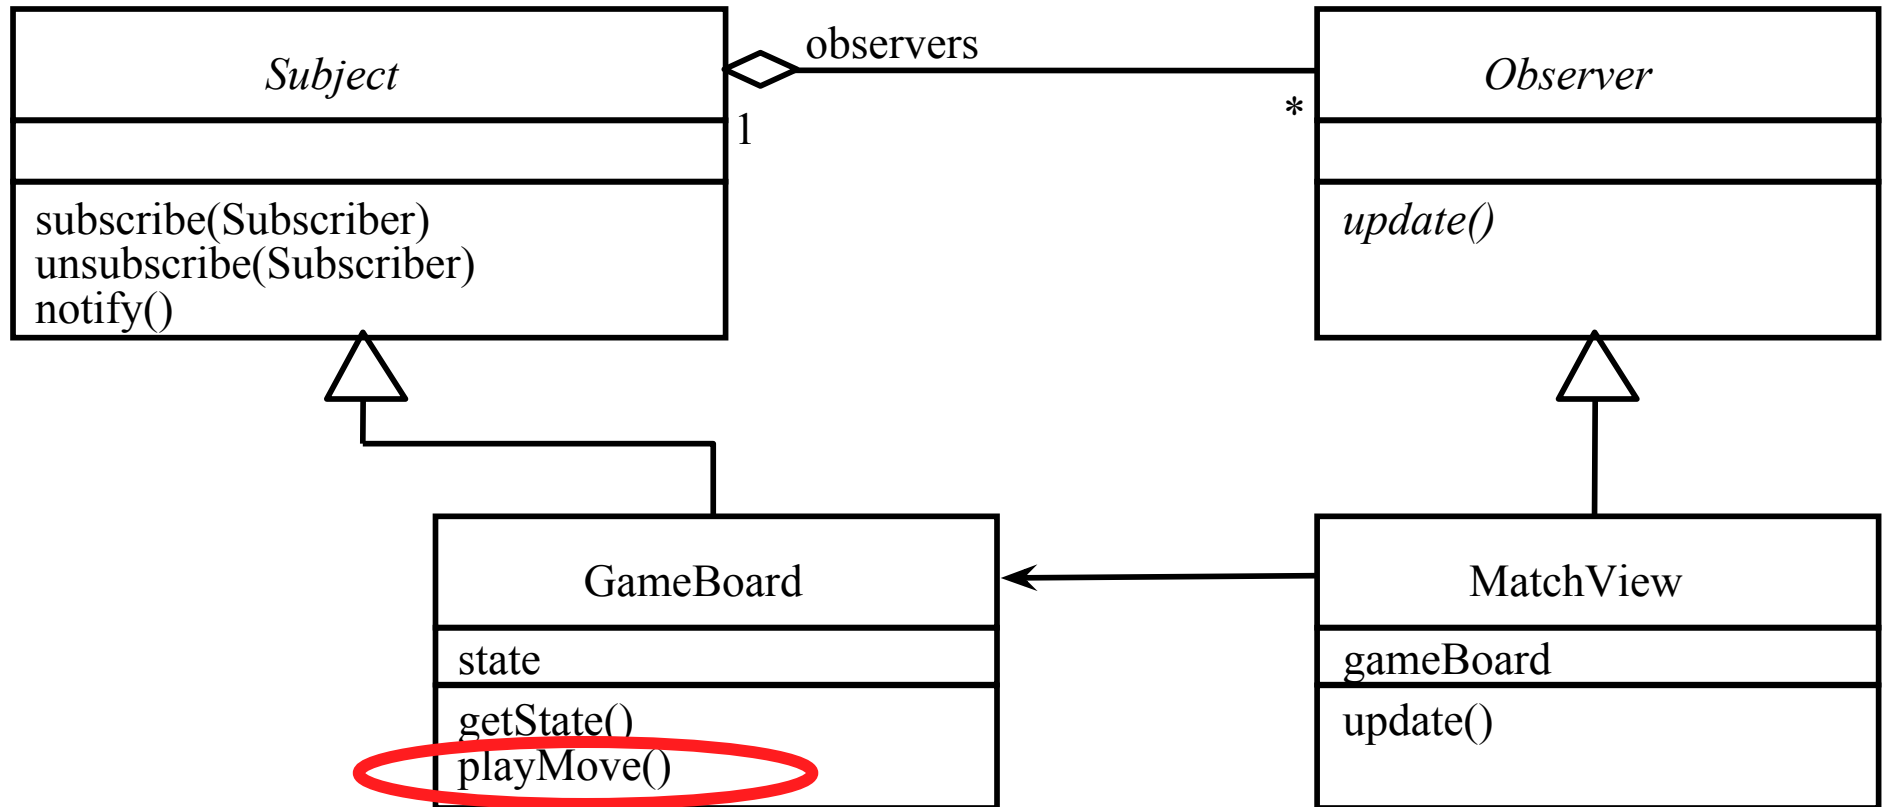 Subject
observers
1
*
Observer
subscribe(Subscriber)
unsubscribe(Subscriber)
notify()
update()
GameBoard
state
getState()
playMove()
MatchView
gameBoard
update()